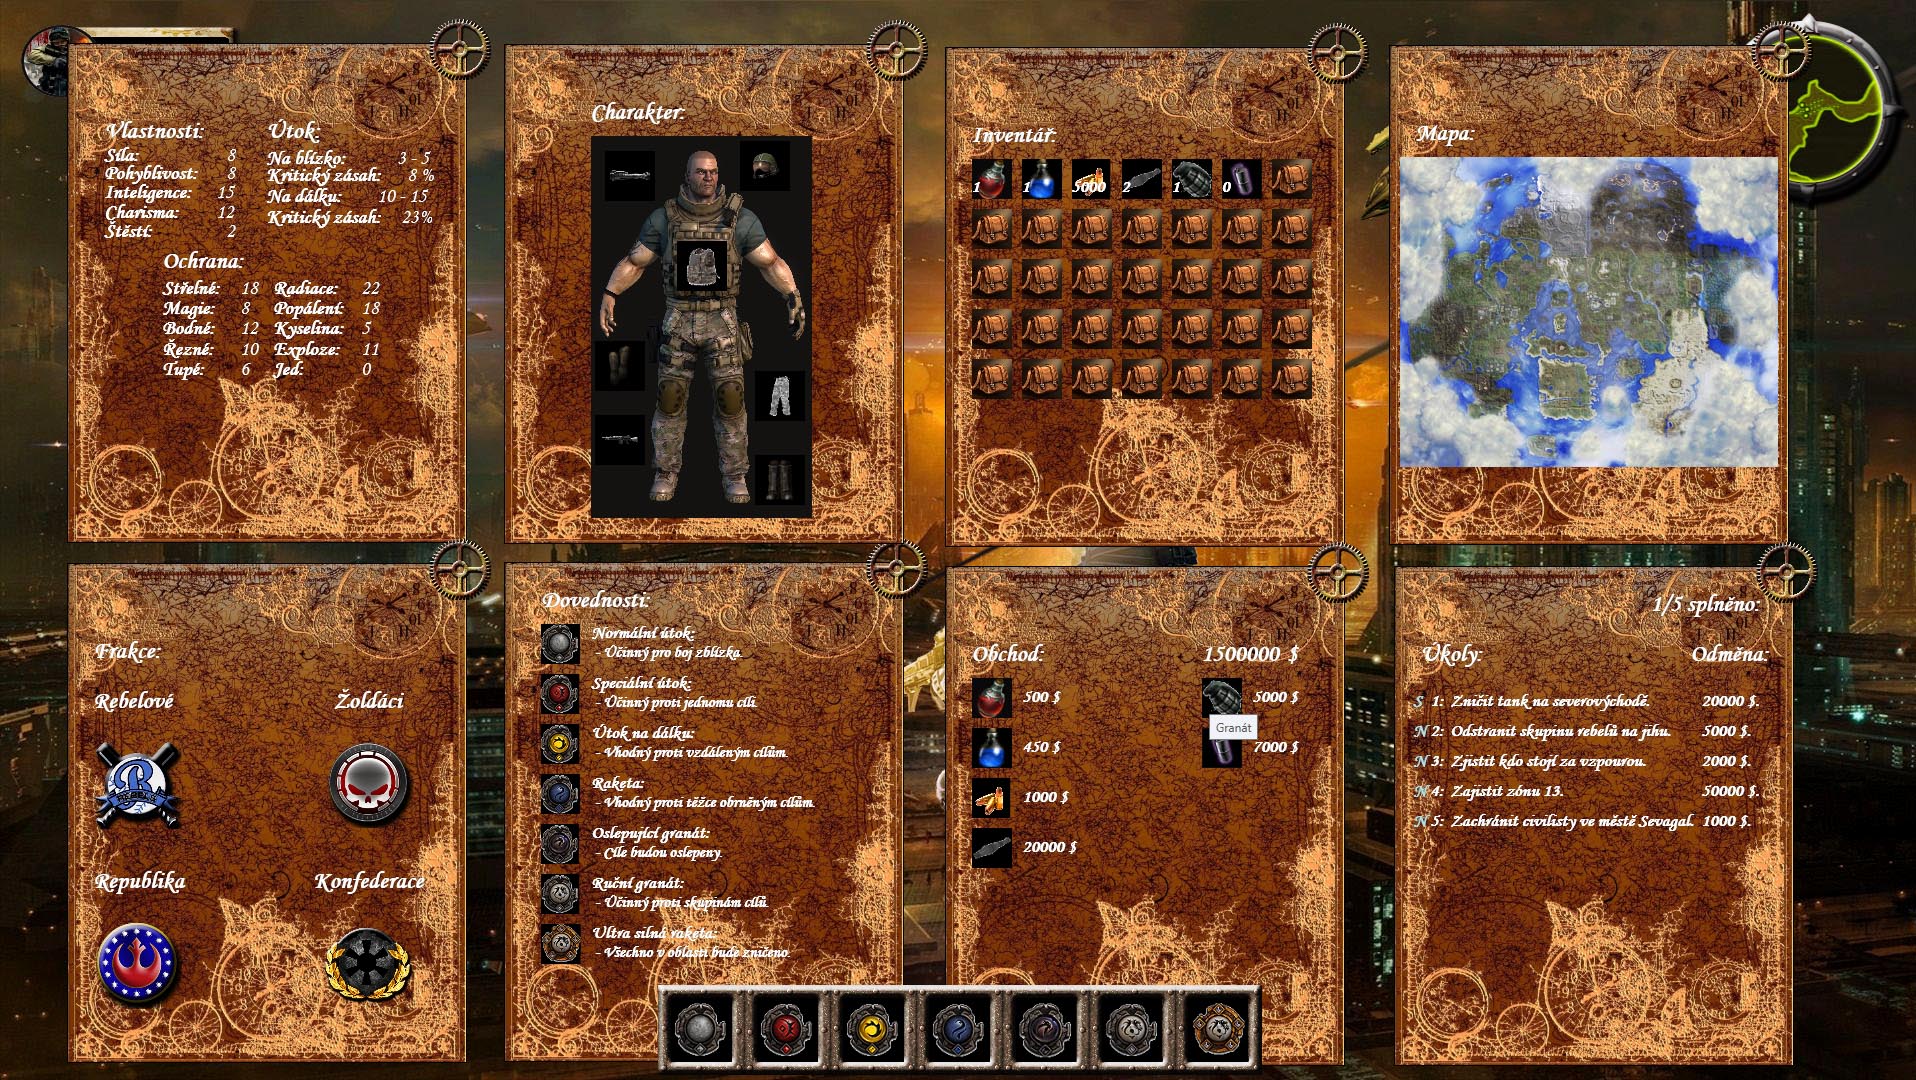 Vlastnosti:
Síla: 8
Pohyblivost: 8
Inteligence: 15
Charisma: 12
Štěstí: 2
Útok:
Na blízko: 3 - 5
Kritický zásah: 8 %
Na dálku: 10 - 15
Kritický zásah: 23%
Ochrana:
Střelné: 18 Radiace: 22
Magie: 8 Popálení: 18
Bodné: 12 Kyselina: 5
Řezné: 10 Exploze: 11
Tupé: 6 Jed: 0
Charakter:
Inventář:
1 1 5000 2 1 0
Mapa:
Frakce:
Rebelové
Žoldáci
Republika
Konfederace
Dovednosti:
Normální útok:
- Účinný pro boj zblízka.
Speciální útok:
- Účinný proti jednomu cíli.
Útok na dálku:
- Vhodný proti vzdáleným cílům.
Raketa:
- Vhodný proti těžce obrněným cílům.
Oslepující granát:
- Cíle budou oslepeny.
Ruční granát:
- Účinný proti skupinám cílů.
Ultra silná raketa:
- Všechno v oblasti bude zničeno.
Obchod: 1500000 $
500 $ 5000 $
Granát
450 $ 7000 $
1000 $
20000 $
1/5 splněno:
Úkoly: Odměna:
S 1: Zničit tank na severovýchodě. 20000 $.
N 2: Odstranit skupinu rebelů na jihu. 5000 $.
N 3: Zjistit kdo stojí za vzpourou. 2000 $.
N 4: Zajistit zónu 13. 50000 $.
N 5: Zachránit civilisty ve městě Sevagal. 1000 $.